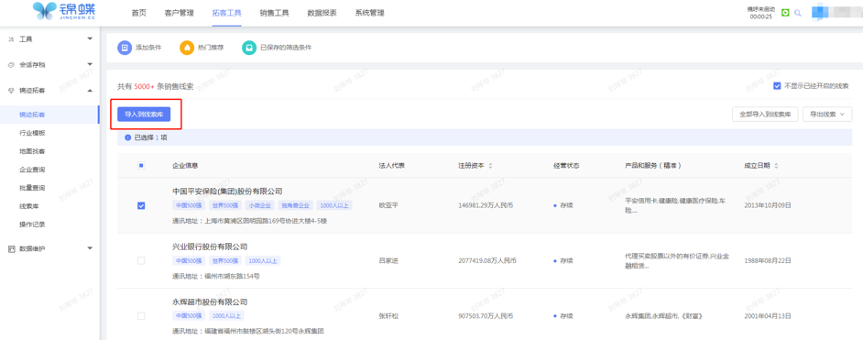 锦蝶
JINGHEN.CC
首页 客户管理 拓客工具 销售工具 数据报表 系统管理
00:00:25
工具
会话存档
锦迹拓客
锦迹拓客
行业模板
地图找客
企业查询
批量查询
线索库
操作记录
数据维护
添加条件 热门推荐 已保存的筛选条件
共有 5000+ 条销售线索
不显示已经开启的线索
导入到线索库
全部导入到线索库 导出线索
已选择 1 项
企业信息 法人代表 注册资本 经营状态 产品和服务（精准） 成立日期
中国平安保险(集团)股份有限公司
中国500强 世界500强 小微企业 独角兽企业 1000人以上
通讯地址：上海市黄浦区圆明园路169号协进大楼4-5楼
欧亚平
146981.29万人民币
存续
平安信用卡,健康险,健康医疗保险,车险,...
2013年10月09日
兴业银行股份有限公司
中国500强 世界500强 1000人以上
通讯地址：福州市湖东路154号
吕家进
2077419.08万人民币
存续
代理买卖股票以外的有价证券,兴业金融租赁...
1988年08月22日
永辉超市股份有限公司
中国500强 1000人以上
通讯地址：福建省福州市鼓楼区湖头街120号永辉集团
张轩松
907503.70万人民币
存续
永辉集团,永辉超市,《财富》
2001年04月13日